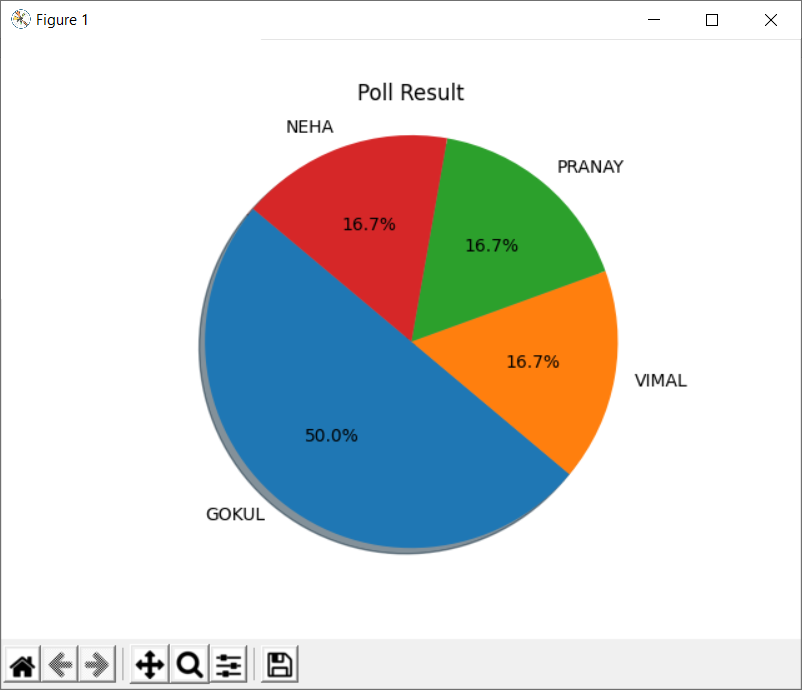 Figure 1
Poll Result
NEHA
PRANAY
16.7%
16.7%
16.7%
VIMAL
50.0%
GOKUL